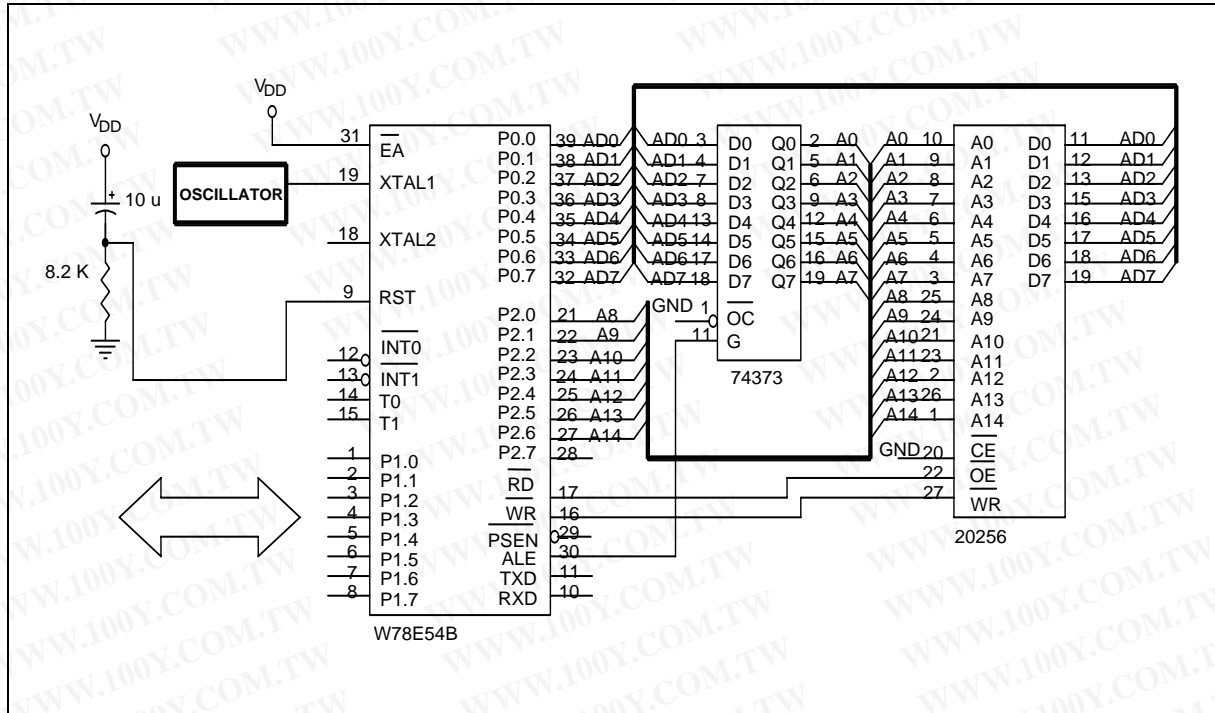 VDD
VDD
10 u
8.2 K
OSCILLATOR
31 EA
19 XTAL1
18 XTAL2
9 RST
12 INT0
13 INT1
14 T0
15 T1
1 P1.0
2 P1.1
3 P1.2
4 P1.3
5 P1.4
6 P1.5
7 P1.6
8 P1.7
P0.0 39 AD0
P0.1 38 AD1
P0.2 37 AD2
P0.3 36 AD3
P0.4 35 AD4
P0.5 34 AD5
P0.6 33 AD6
P0.7 32 AD7
P2.0 21 A8
P2.1 22 A9
P2.2 23 A10
P2.3 24 A11
P2.4 25 A12
P2.5 26 A13
P2.6 27 A14
P2.7 28
RD 17
WR 16
PSEN 29
ALE 30
TXD 11
RXD 10
W78E54B
AD0 3 D0 Q0 2 A0
AD1 4 D1 Q1 5 A1
AD2 7 D2 Q2 6 A2
AD3 8 D3 Q3 9 A3
AD4 13 D4 Q4 12 A4
AD5 14 D5 Q5 15 A5
AD6 17 D6 Q6 16 A6
AD7 18 D7 Q7 19 A7
GND 1 OC
11 G
74373
A0 10 A0 D0 11 AD0
A1 9 A1 D1 12 AD1
A2 8 A2 D2 13 AD2
A3 7 A3 D3 15 AD3
A4 6 A4 D4 16 AD4
A5 5 A5 D5 17 AD5
A6 4 A6 D6 18 AD6
A7 3 A7 D7 19 AD7
A8 25 A8
A9 24 A9
A10 21 A10
A11 23 A11
A12 2 A12
A13 26 A13
A14 1 A14
GND 20 CE
22 OE
27 WR
20256
WWW.100Y.COM.TW